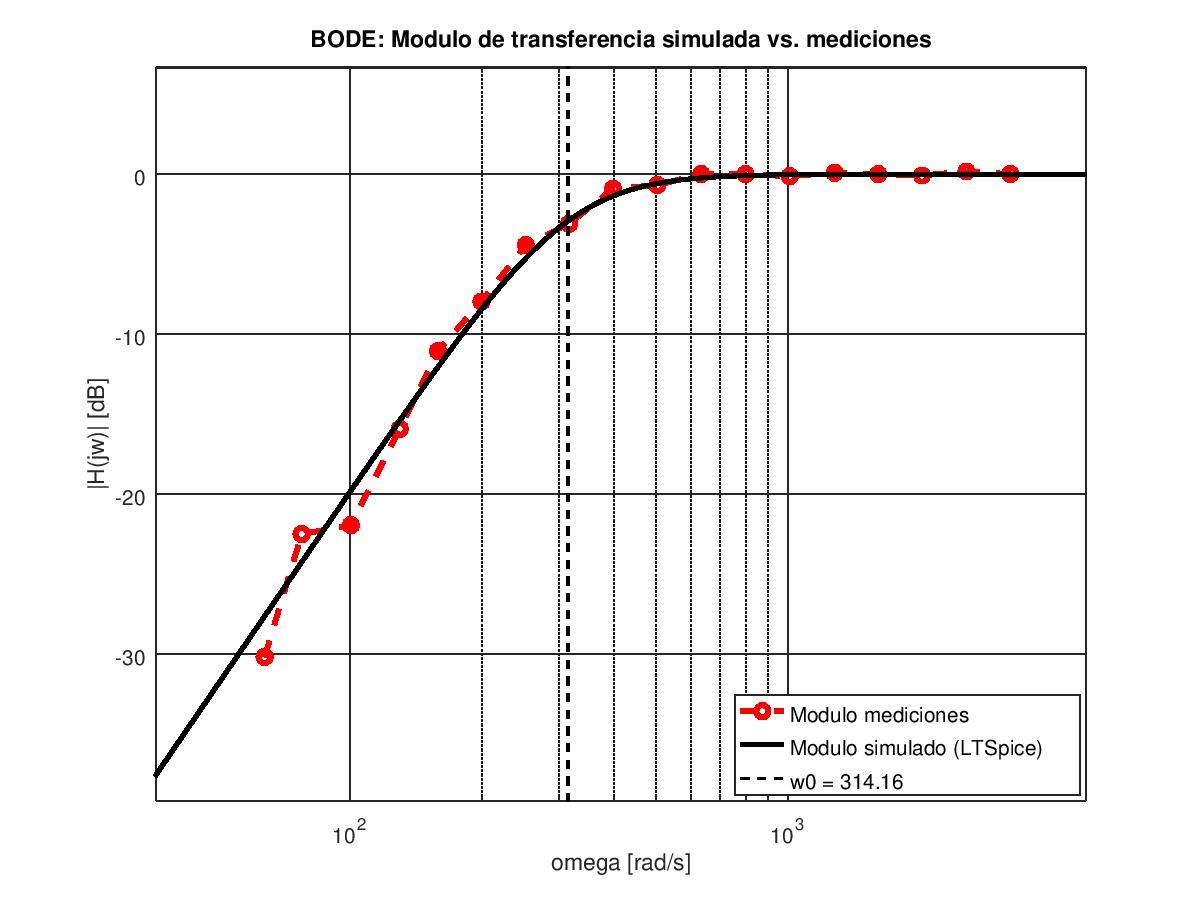 BODE: Modulo de transferencia simulada vs. mediciones
|H(jw)| [dB]
0
-10
-20
-30
10^2
10^3
omega [rad/s]
Modulo mediciones
Modulo simulado (LTSpice)
w0 = 314.16